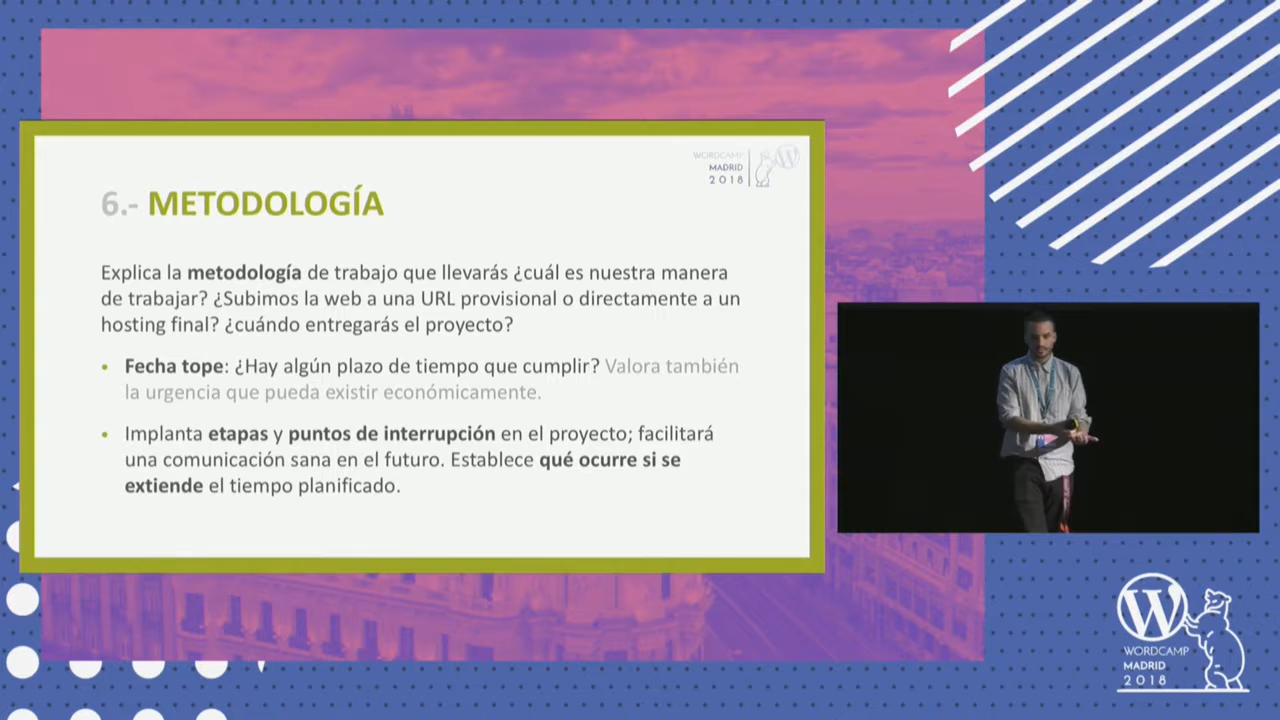 WORDCAMP
MADRID
2018
6.- METODOLOGÍA
Explica la metodología de trabajo que llevarás ¿cuál es nuestra manera
de trabajar? ¿Subimos la web a una URL provisional o directamente a un
hosting final? ¿cuándo entregarás el proyecto?
• Fecha tope: ¿Hay algún plazo de tiempo que cumplir? Valora también
la urgencia que pueda existir económicamente.
• Implanta etapas y puntos de interrupción en el proyecto; facilitará
una comunicación sana en el futuro. Establece qué ocurre si se
extiende el tiempo planificado.
WORDCAMP
MADRID
2018